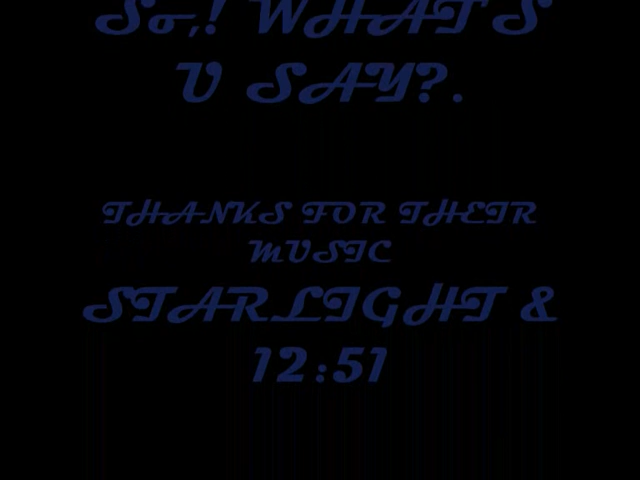 So,! WHAT'S
U SAY?.
THANKS FOR THEIR
MUSIC
STARLIGHT &
12:51